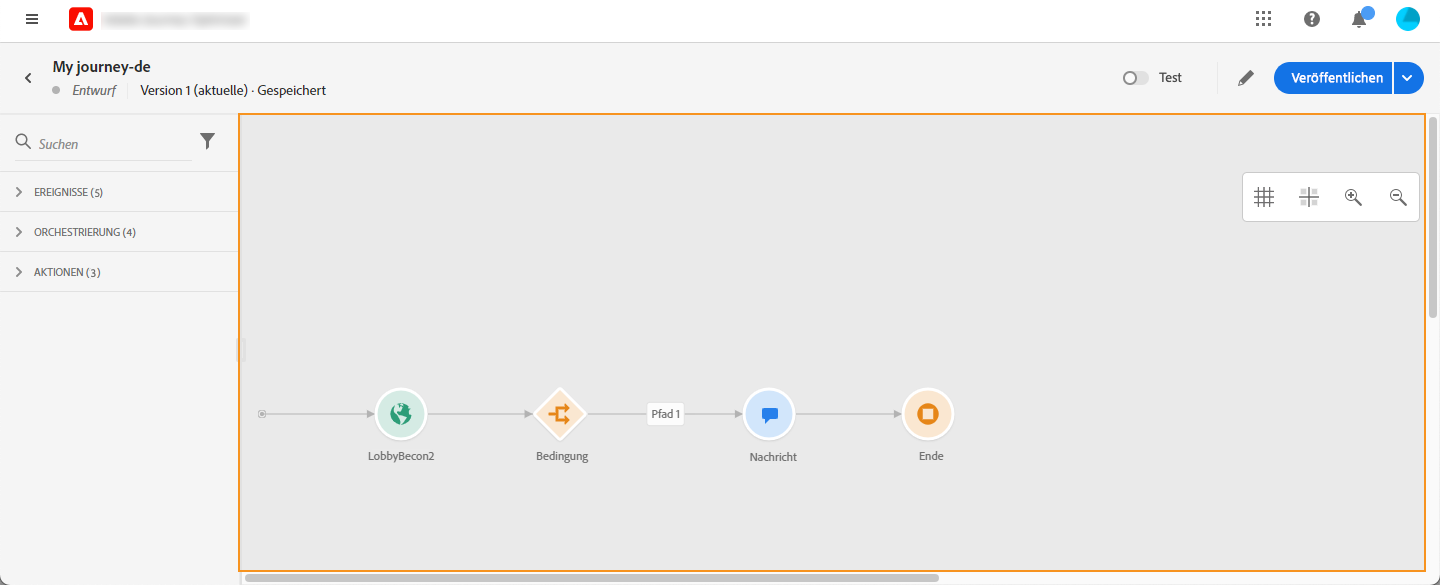 My journey-de
Entwurf Version 1 (aktuelle) · Gespeichert
Test
Veröffentlichen
Suchen
EREIGNISSE (5)
ORCHESTRIERUNG (4)
AKTIONEN (3)
Pfad 1
LobbyBecon2
Bedingung
Nachricht
Ende